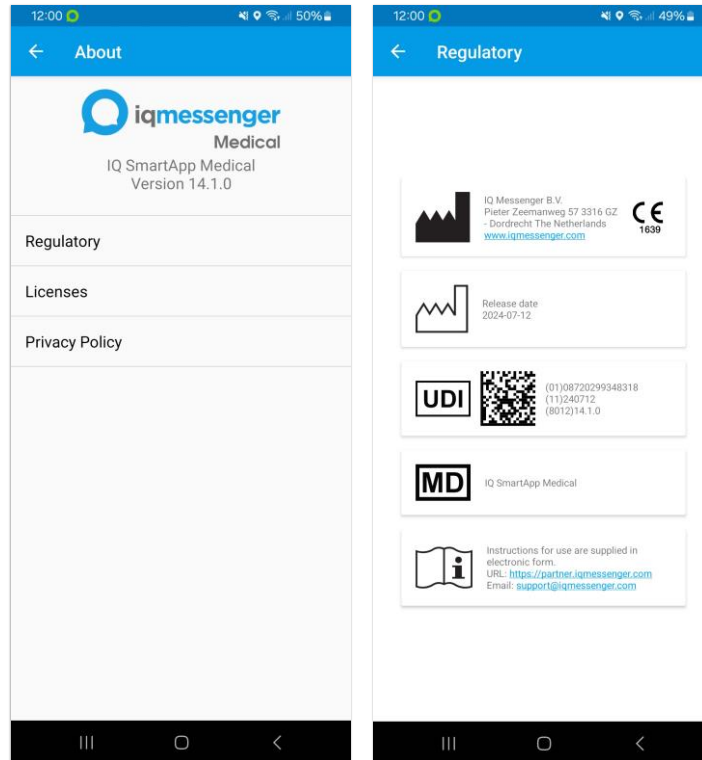 12:00 50%
About
iqmessenger
Medical
IQ SmartApp Medical
Version 14.1.0
Regulatory
Licenses
Privacy Policy
12:00 49%
Regulatory
IQ Messenger B.V.
Pieter Zeemanweg 57 3316 GZ
- Dordrecht The Netherlands
www.iqmessenger.com
CE
1639
Release date
2024-07-12
UDI
(01)08720299348318
(11)240712
(8012)14.1.0
MD
IQ SmartApp Medical
i
Instructions for use are supplied in
electronic form.
URL: https://partner.iqmessenger.com
Email: support@iqmessenger.com